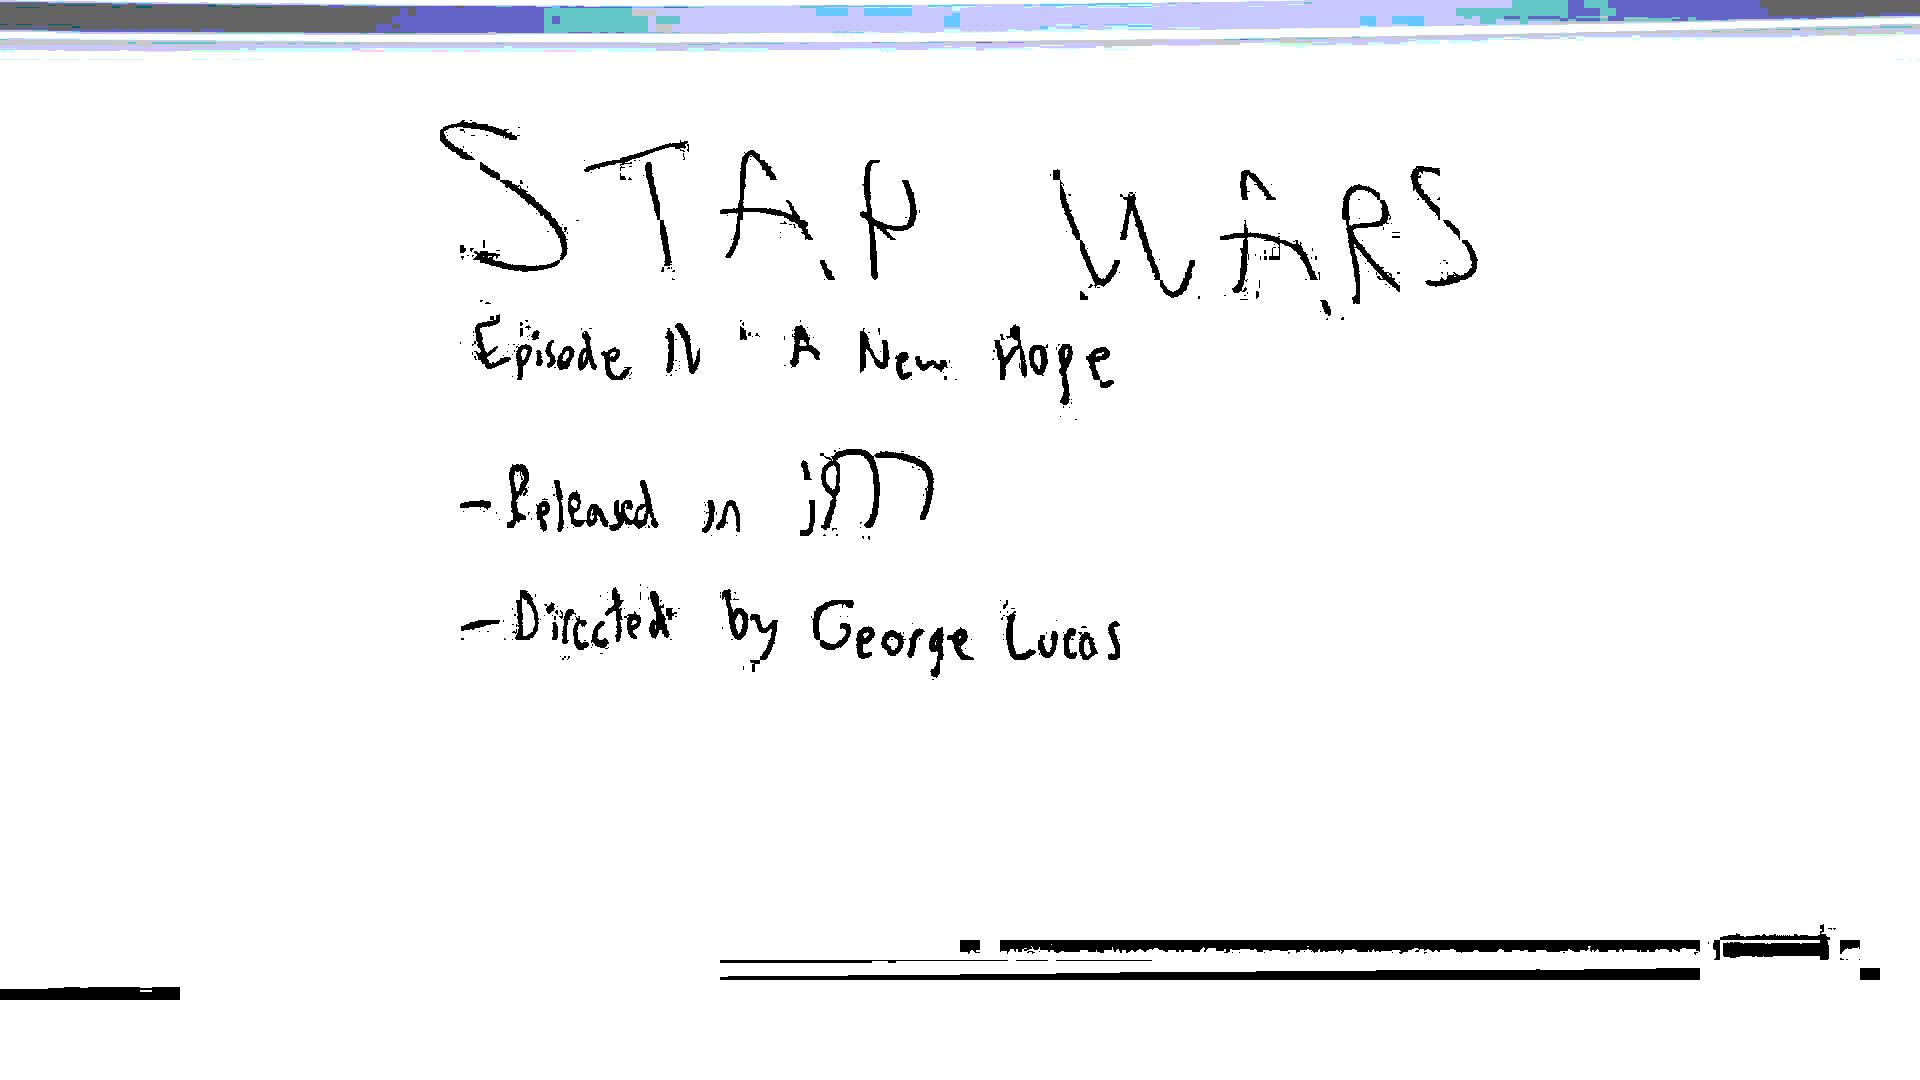 STAR WARS
Episode IV - A New Hope
- Released in 1977
- Directed by George Lucas